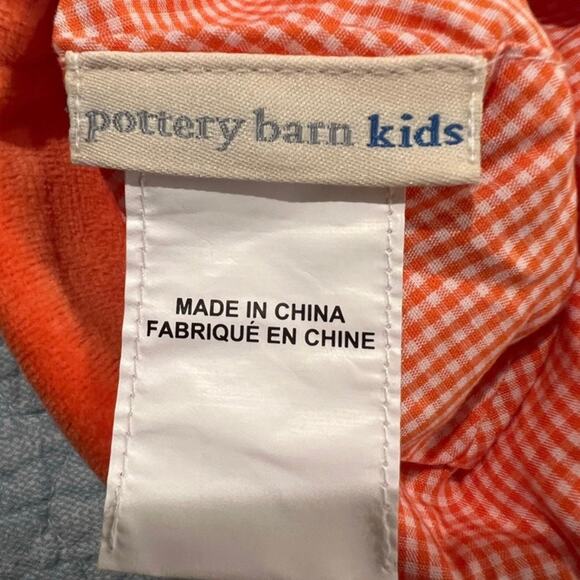 pottery barn kids
MADE IN CHINA
FABRIQUÉ EN CHINE